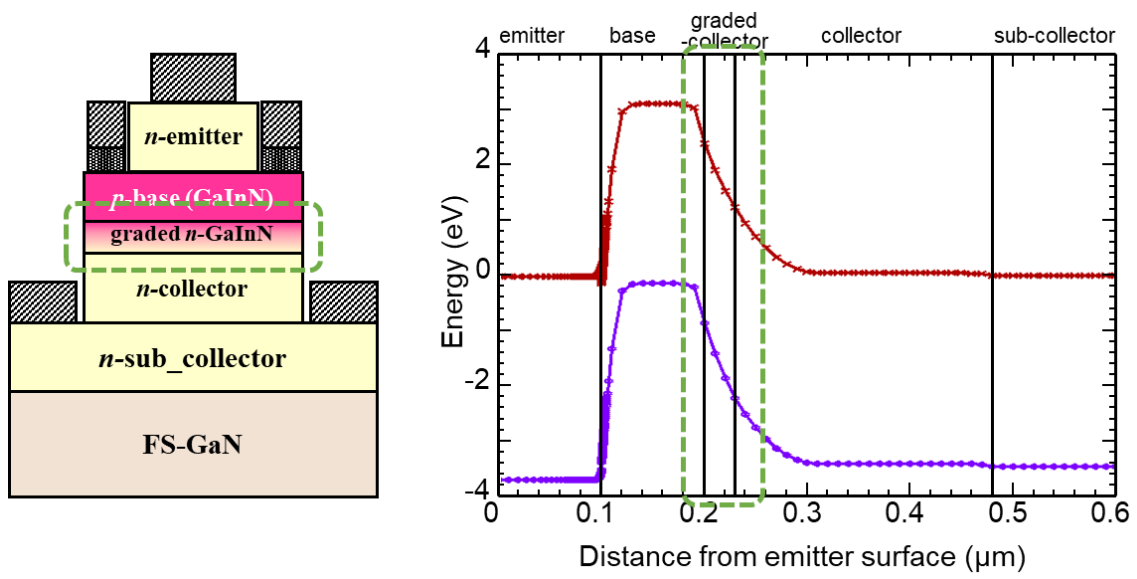 n-emitter
p-base (GaInN)
graded n-GaInN
n-collector
n-sub_collector
FS-GaN
graded
emitter base -collector collector sub-collector
4
2
0
-2
-4
Energy (eV)
0 0.1 0.2 0.3 0.4 0.5 0.6
Distance from emitter surface (μm)